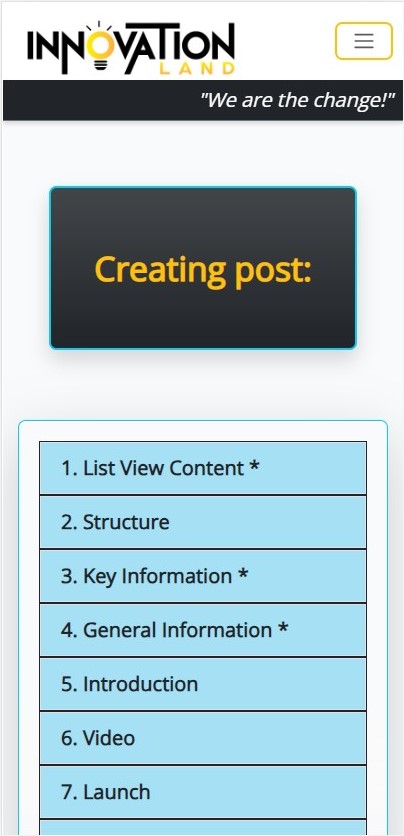 INNOVATION
LAND
"We are the change!"
Creating post:
1. List View Content *
2. Structure
3. Key Information *
4. General Information *
5. Introduction
6. Video
7. Launch